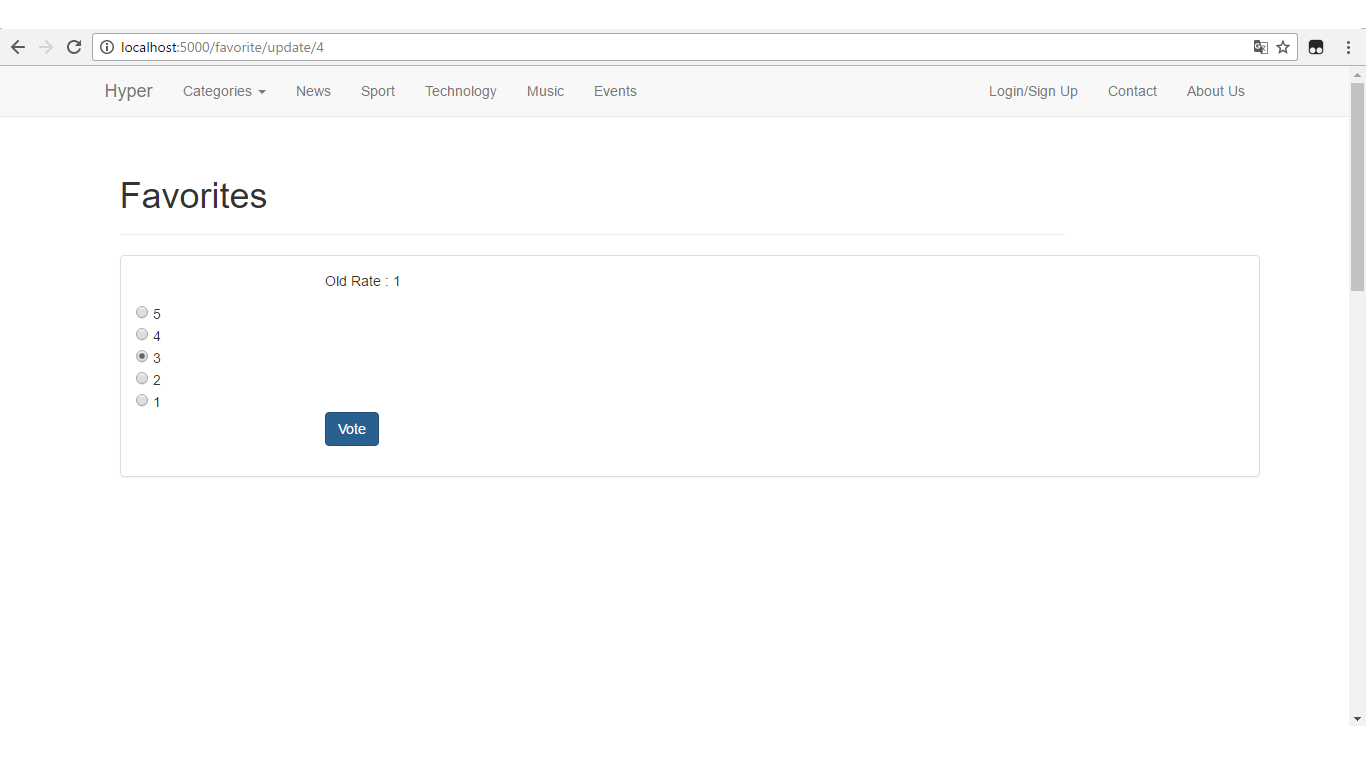 localhost:5000/favorite/update/4
Hyper Categories News Sport Technology Music Events Login/Sign Up Contact About Us
Favorites
Old Rate : 1
5
4
3
2
1
Vote